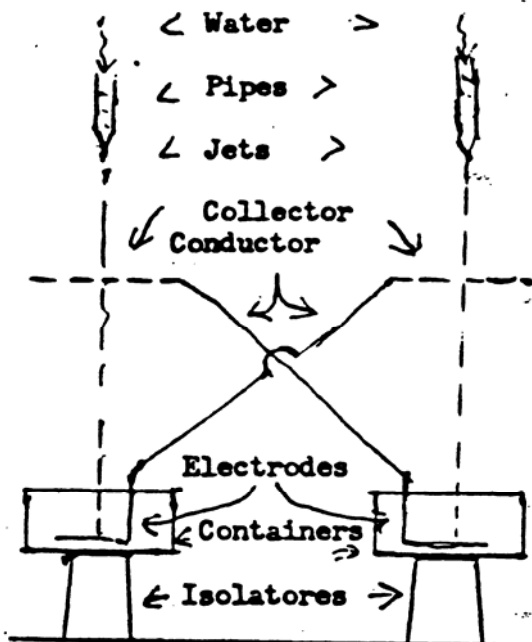 Water
Pipes
Jets
Collector
Conductor
Electrodes
Containers
Isolatores